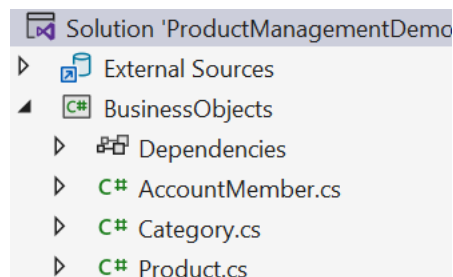 Solution 'ProductManagementDemo
External Sources
C# BusinessObjects
Dependencies
C# AccountMember.cs
C# Category.cs
C# Product.cs